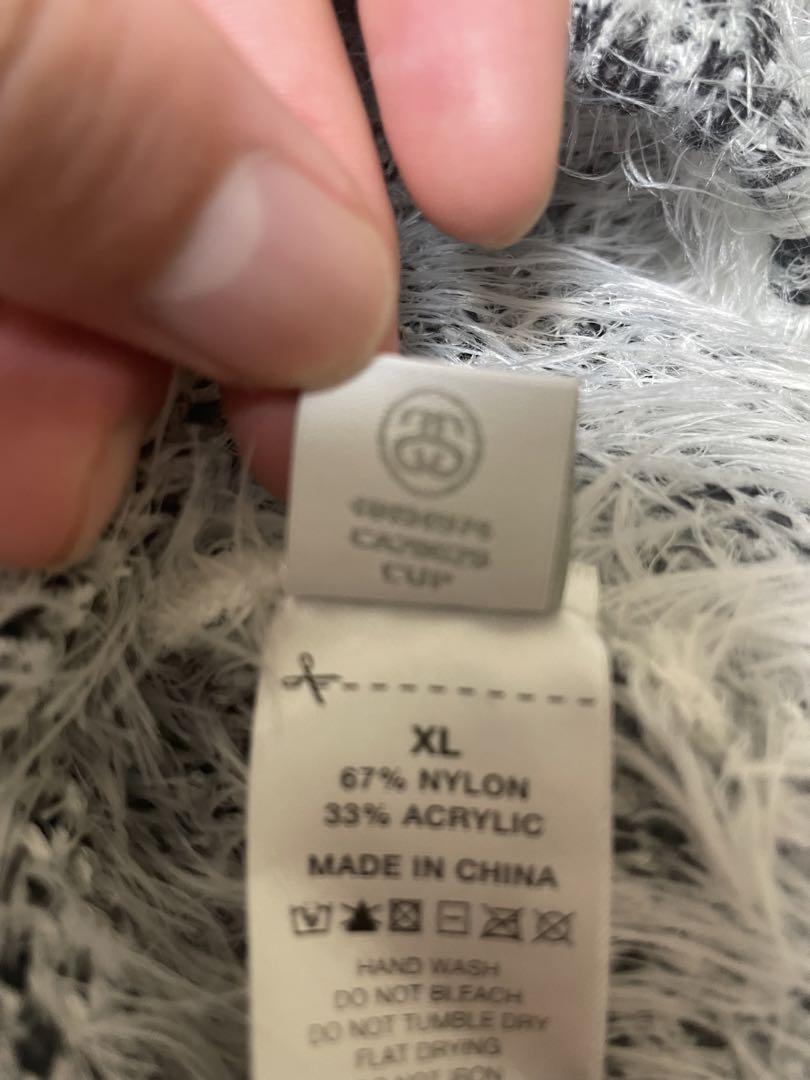 XL
67% NYLON
33% ACRYLIC
MADE IN CHINA
HAND WASH
DO NOT BLEACH
DO NOT TUMBLE DRY
FLAT DRYING